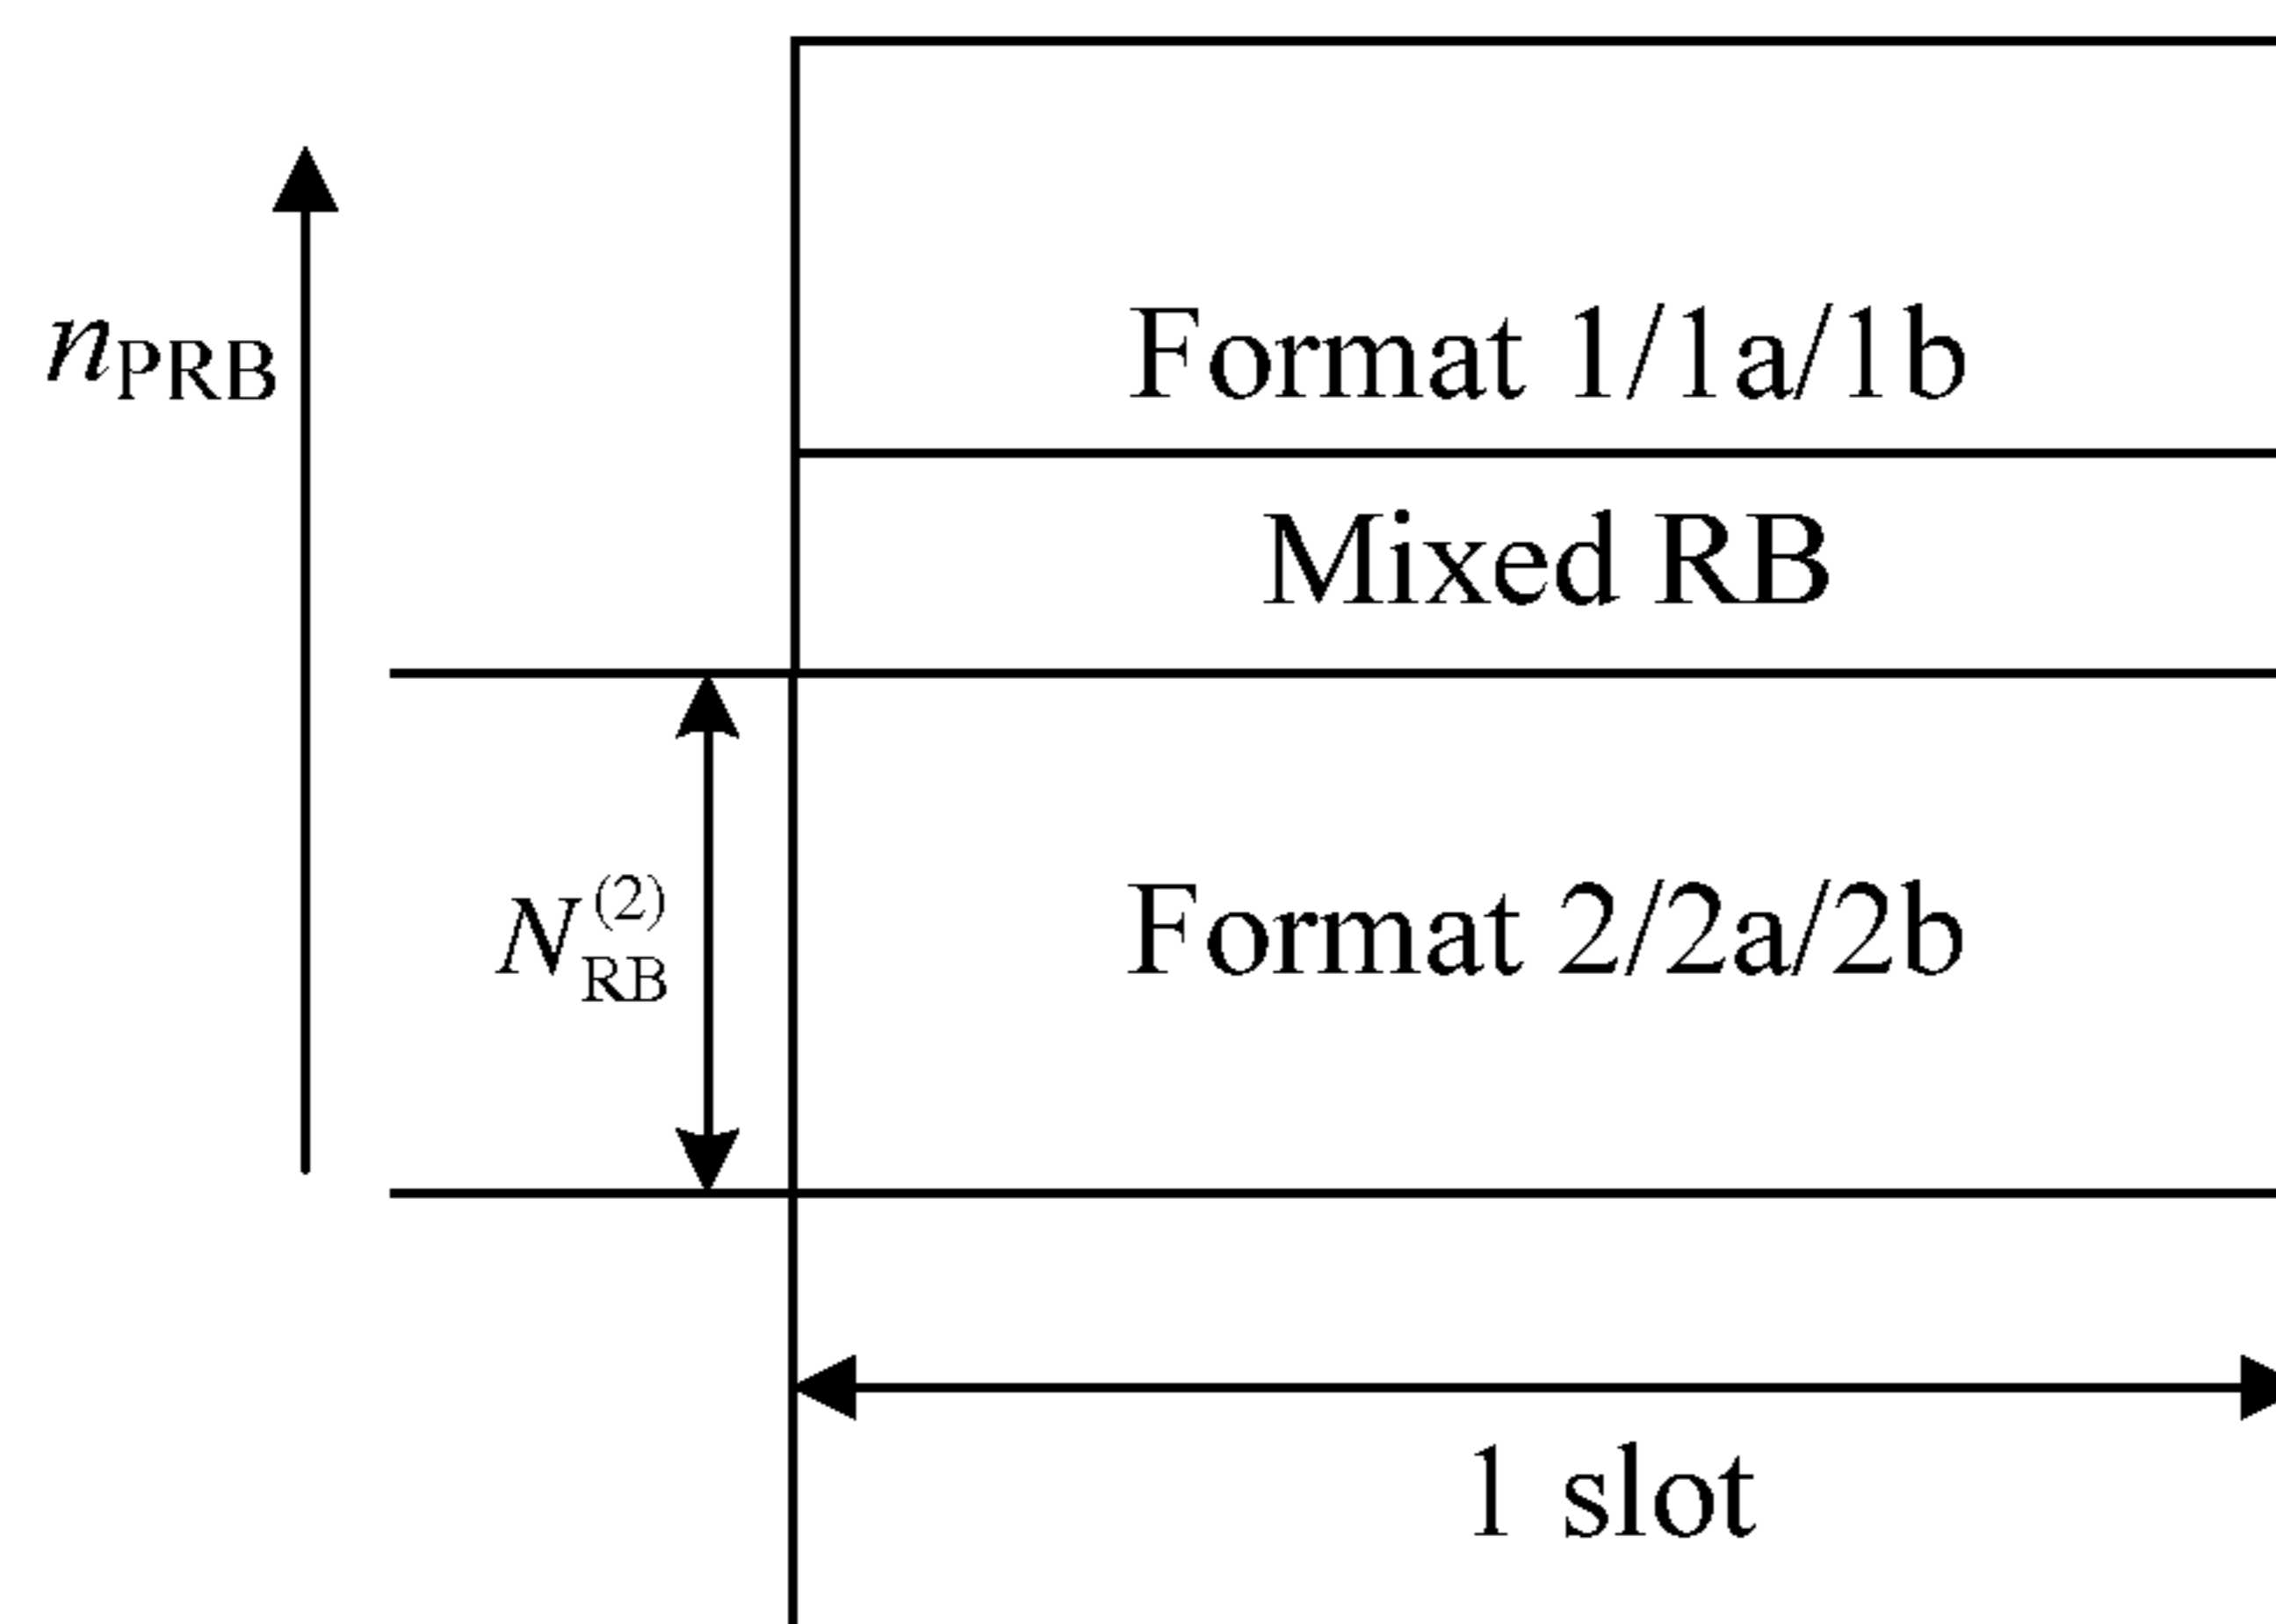 Format 1/1a/1b
n_PRB
Mixed RB
N_RB^(2)
Format 2/2a/2b
1 slot